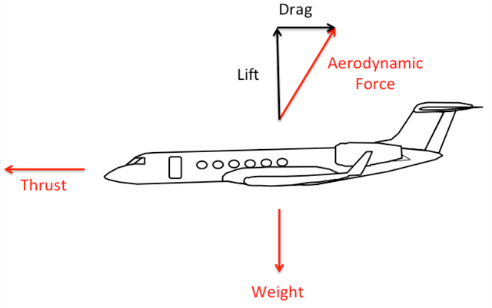 Drag
Lift
Aerodynamic
Force
Thrust
Weight